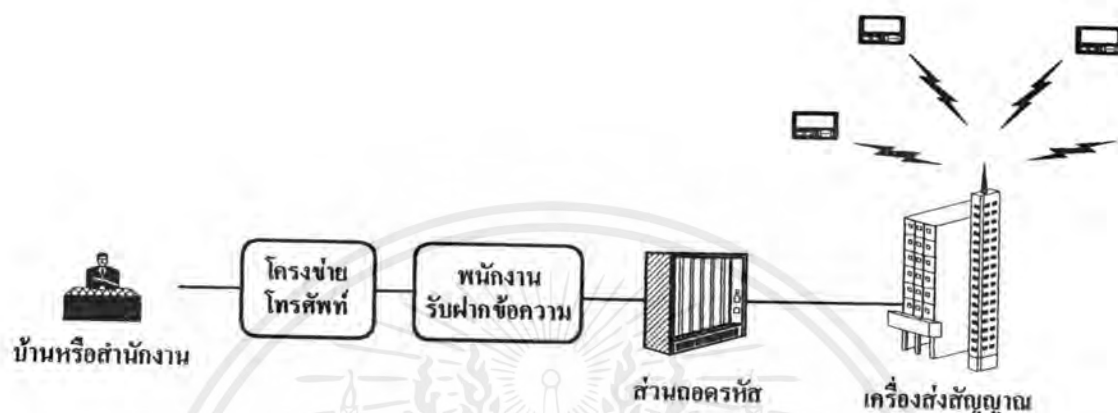 โครงข่าย
โทรศัพท์
พนักงาน
รับฝากข้อความ
บ้านหรือสำนักงาน
ส่วนถอดรหัส
เครื่องส่งสัญญาณ